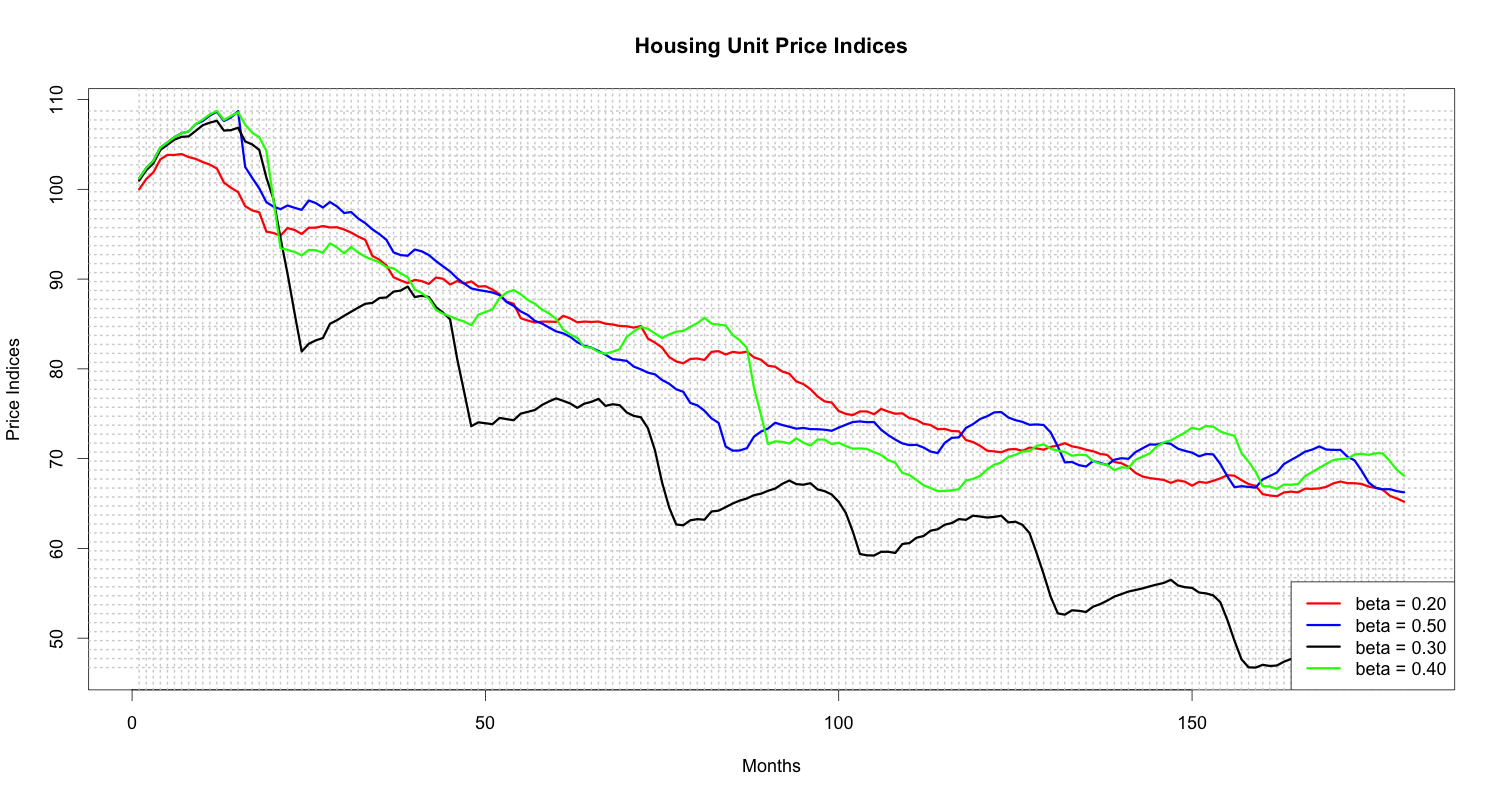 Housing Unit Price Indices
Price Indices
110
100
90
80
70
60
50
0
50
100
150
Months
beta = 0.20
beta = 0.50
beta = 0.30
beta = 0.40